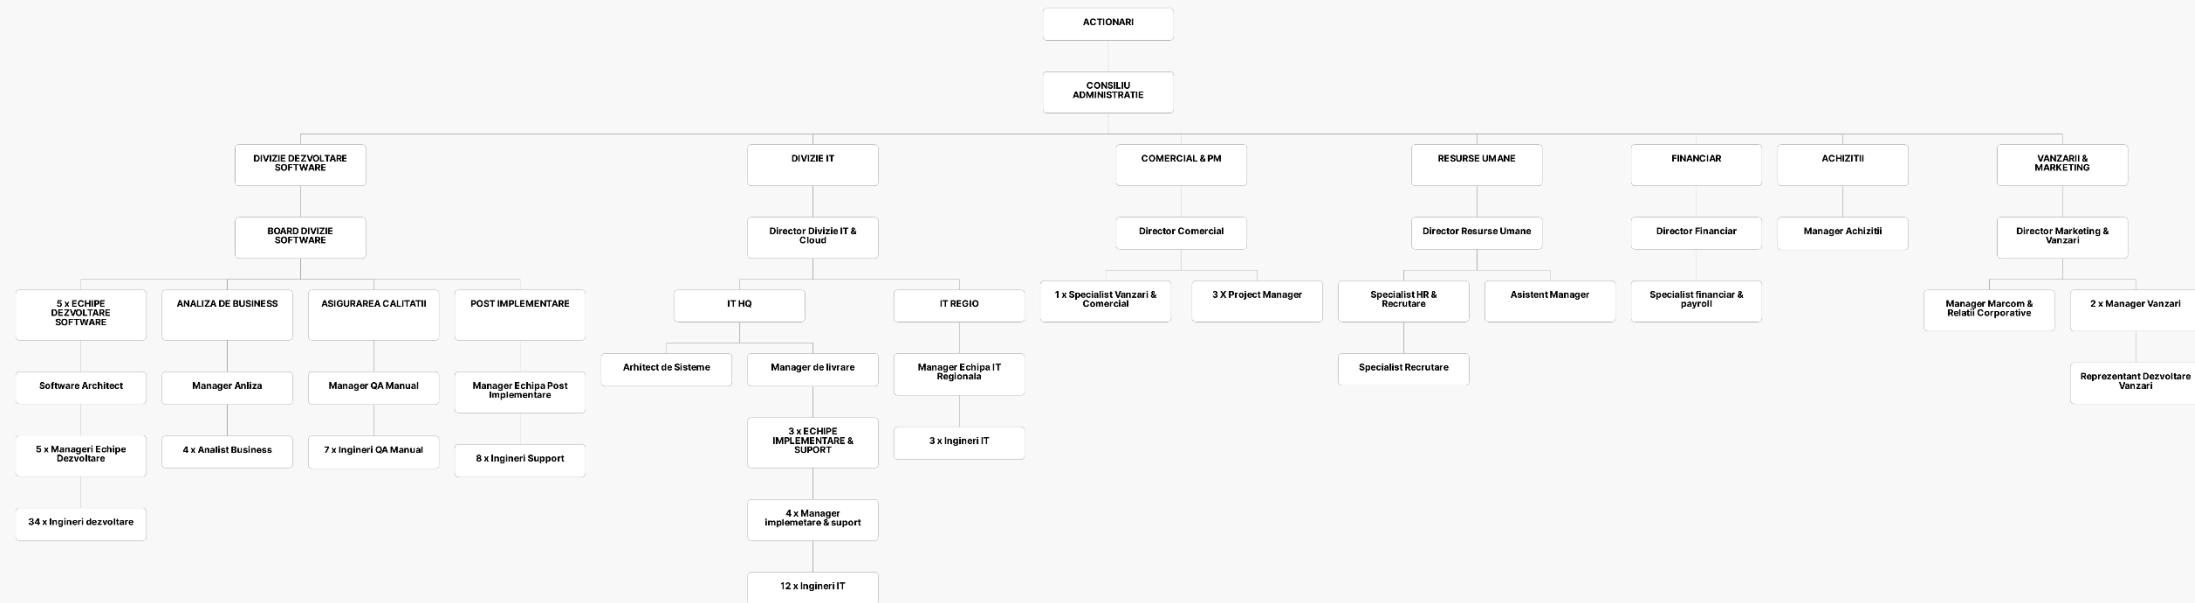 ACTIONARI
CONSILIU
ADMINISTRATIE
DIVIZIE DEZVOLTARE
SOFTWARE
DIVIZIE IT
COMERCIAL & PM
RESURSE UMANE
FINANCIAR
ACHIZITII
VANZARII &
MARKETING
BOARD DIVIZIE
SOFTWARE
Director Divizie IT &
Cloud
Director Comercial
Director Resurse Umane
Director Financiar
Manager Achizitii
Director Marketing &
Vanzari
5 x ECHIPE
DEZVOLTARE
SOFTWARE
ANALIZA DE BUSINESS
ASIGURAREA CALITATII
POST IMPLEMENTARE
IT HQ
IT REGIO
1 x Specialist Vanzari &
Comercial
3 X Project Manager
Specialist HR &
Recrutare
Asistent Manager
Specialist financiar &
payroll
Manager Marcom &
Relatii Corporative
2 x Manager Vanzari
Software Architect
Manager Anliza
Manager QA Manual
Manager Echipa Post
Implementare
Arhitect de Sisteme
Manager de livrare
Manager Echipa IT
Regionala
Specialist Recrutare
Reprezentant Dezvoltare
Vanzari
5 x Manageri Echipe
Dezvoltare
4 x Analist Business
7 x Ingineri QA Manual
8 x Ingineri Support
3 x ECHIPE
IMPLEMENTARE &
SUPORT
3 x Ingineri IT
34 x Ingineri dezvoltare
4 x Manager
implemetare & suport
12 x Ingineri IT